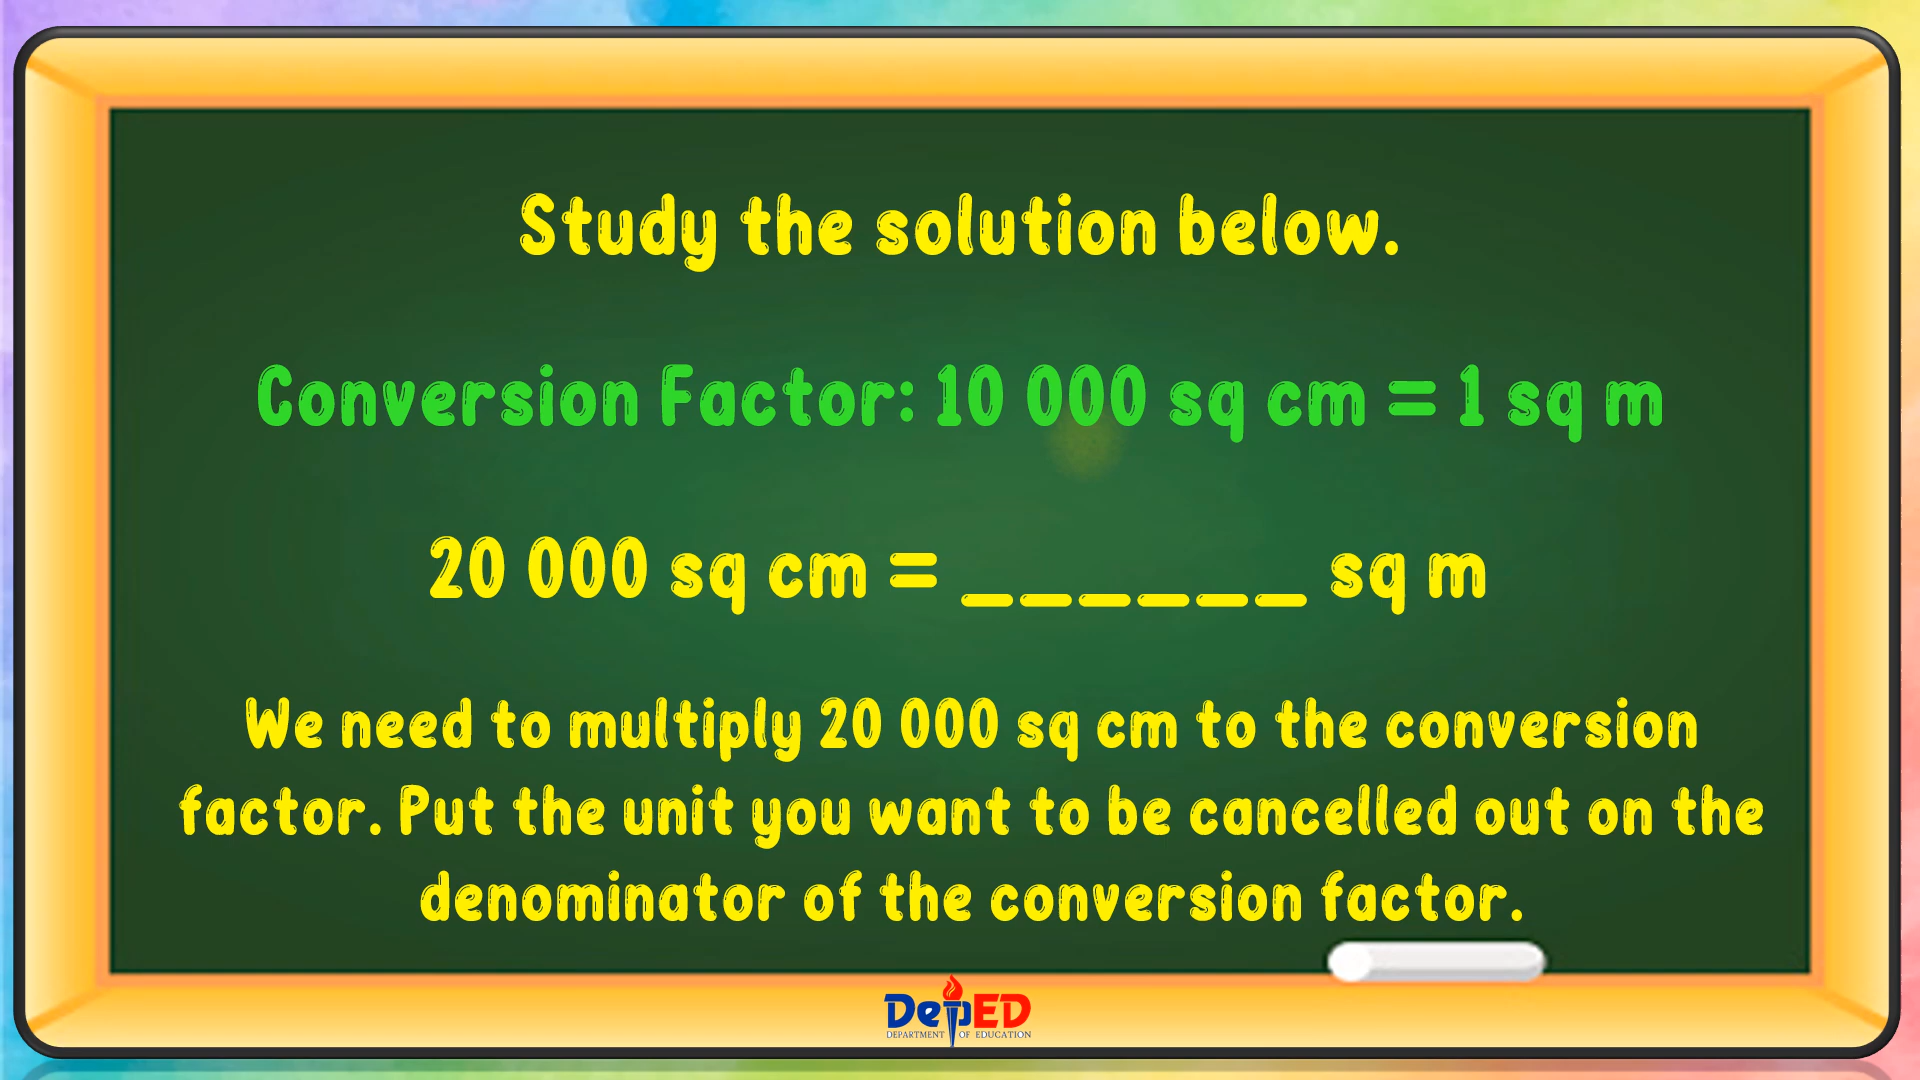 Study the solution below.
Conversion Factor: 10 000 sq cm = 1 sq m
20 000 sq cm = ______ sq m
We need to multiply 20 000 sq cm to the conversion
factor. Put the unit you want to be cancelled out on the
denominator of the conversion factor.
DepED
DEPARTMENT OF EDUCATION